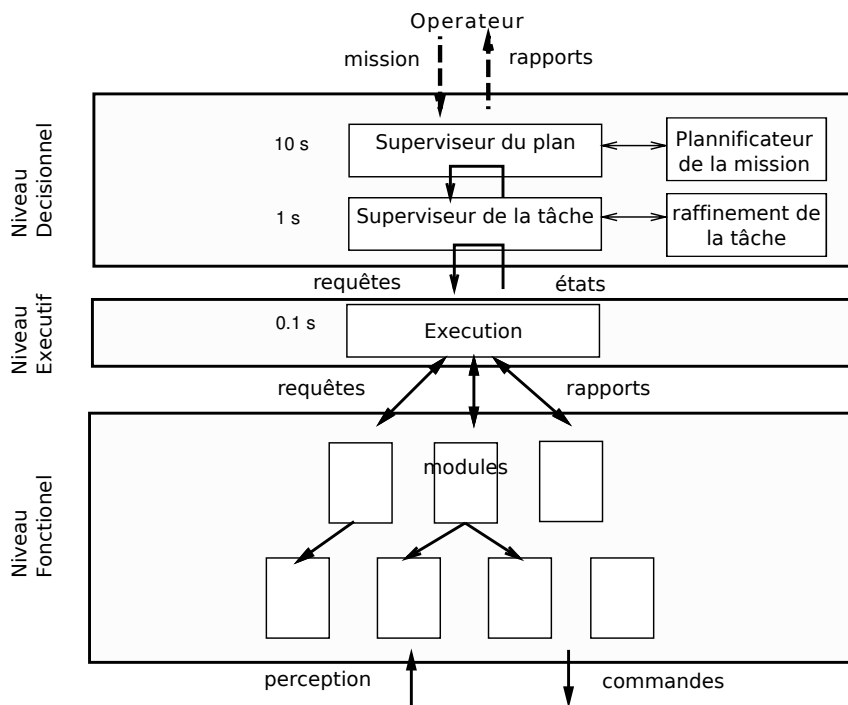 Operateur
mission
rapports
Niveau
Decisionnel
10 s
Superviseur du plan
Plannificateur
de la mission
1 s
Superviseur de la tâche
raffinement de
la tâche
requêtes
états
Niveau
Executif
0.1 s
Execution
requêtes
rapports
Niveau
Fonctionel
modules
perception
commandes